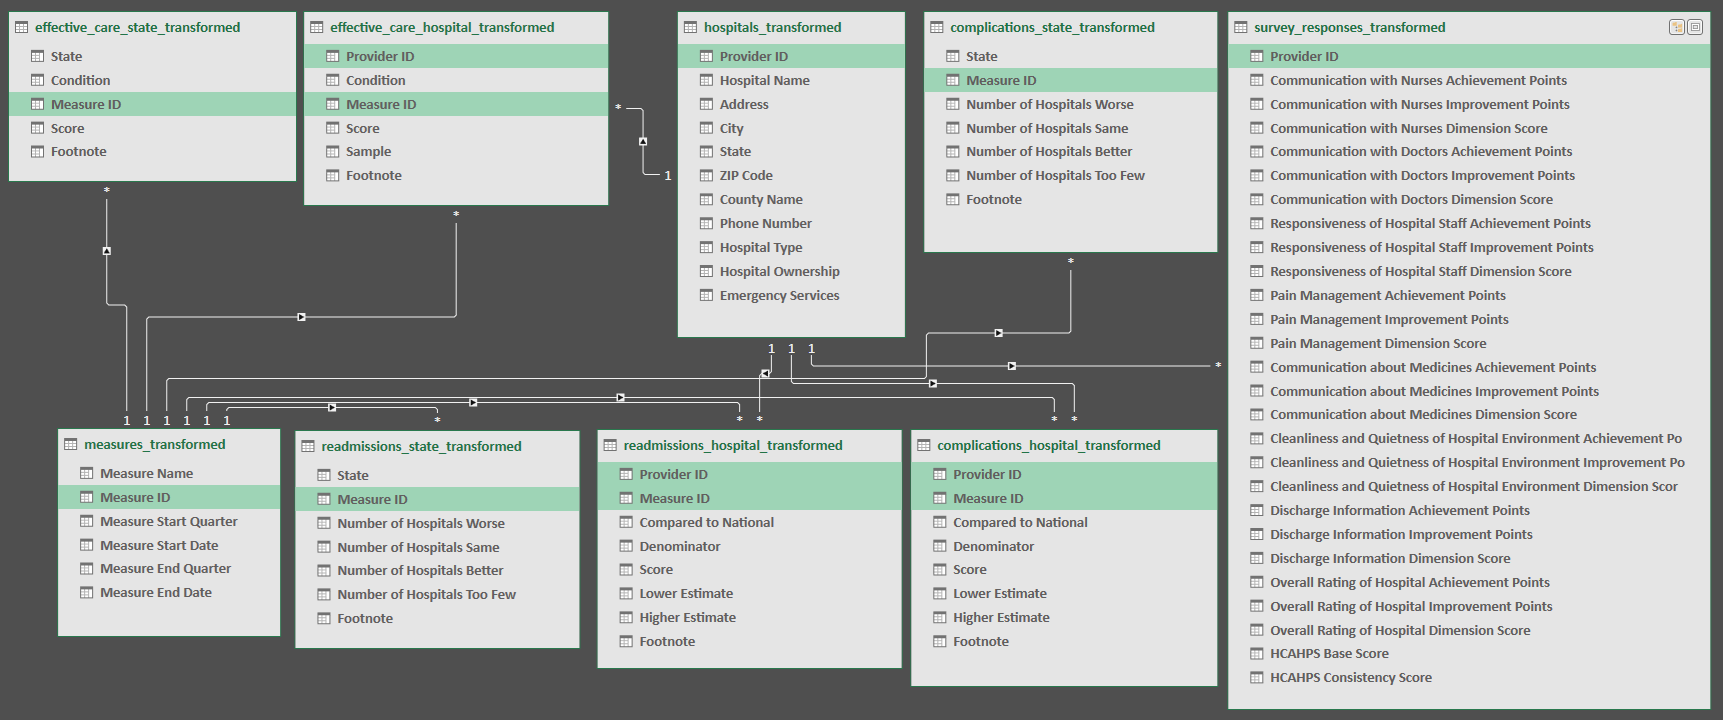 effective_care_state_transformed
State
Condition
Measure ID
Score
Footnote
effective_care_hospital_transformed
Provider ID
Condition
Measure ID
Score
Sample
Footnote
hospitals_transformed
Provider ID
Hospital Name
Address
City
State
ZIP Code
County Name
Phone Number
Hospital Type
Hospital Ownership
Emergency Services
complications_state_transformed
State
Measure ID
Number of Hospitals Worse
Number of Hospitals Same
Number of Hospitals Better
Number of Hospitals Too Few
Footnote
survey_responses_transformed
Provider ID
Communication with Nurses Achievement Points
Communication with Nurses Improvement Points
Communication with Nurses Dimension Score
Communication with Doctors Achievement Points
Communication with Doctors Improvement Points
Communication with Doctors Dimension Score
Responsiveness of Hospital Staff Achievement Points
Responsiveness of Hospital Staff Improvement Points
Responsiveness of Hospital Staff Dimension Score
Pain Management Achievement Points
Pain Management Improvement Points
Pain Management Dimension Score
Communication about Medicines Achievement Points
Communication about Medicines Improvement Points
Communication about Medicines Dimension Score
Cleanliness and Quietness of Hospital Environment Achievement Po
Cleanliness and Quietness of Hospital Environment Improvement Po
Cleanliness and Quietness of Hospital Environment Dimension Scor
Discharge Information Achievement Points
Discharge Information Improvement Points
Discharge Information Dimension Score
Overall Rating of Hospital Achievement Points
Overall Rating of Hospital Improvement Points
Overall Rating of Hospital Dimension Score
HCAHPS Base Score
HCAHPS Consistency Score
* 1
* * *
1 1 1 *
1 1 1 1 1 1 * * * * *
measures_transformed
Measure Name
Measure ID
Measure Start Quarter
Measure Start Date
Measure End Quarter
Measure End Date
readmissions_state_transformed
State
Measure ID
Number of Hospitals Worse
Number of Hospitals Same
Number of Hospitals Better
Number of Hospitals Too Few
Footnote
readmissions_hospital_transformed
Provider ID
Measure ID
Compared to National
Denominator
Score
Lower Estimate
Higher Estimate
Footnote
complications_hospital_transformed
Provider ID
Measure ID
Compared to National
Denominator
Score
Lower Estimate
Higher Estimate
Footnote